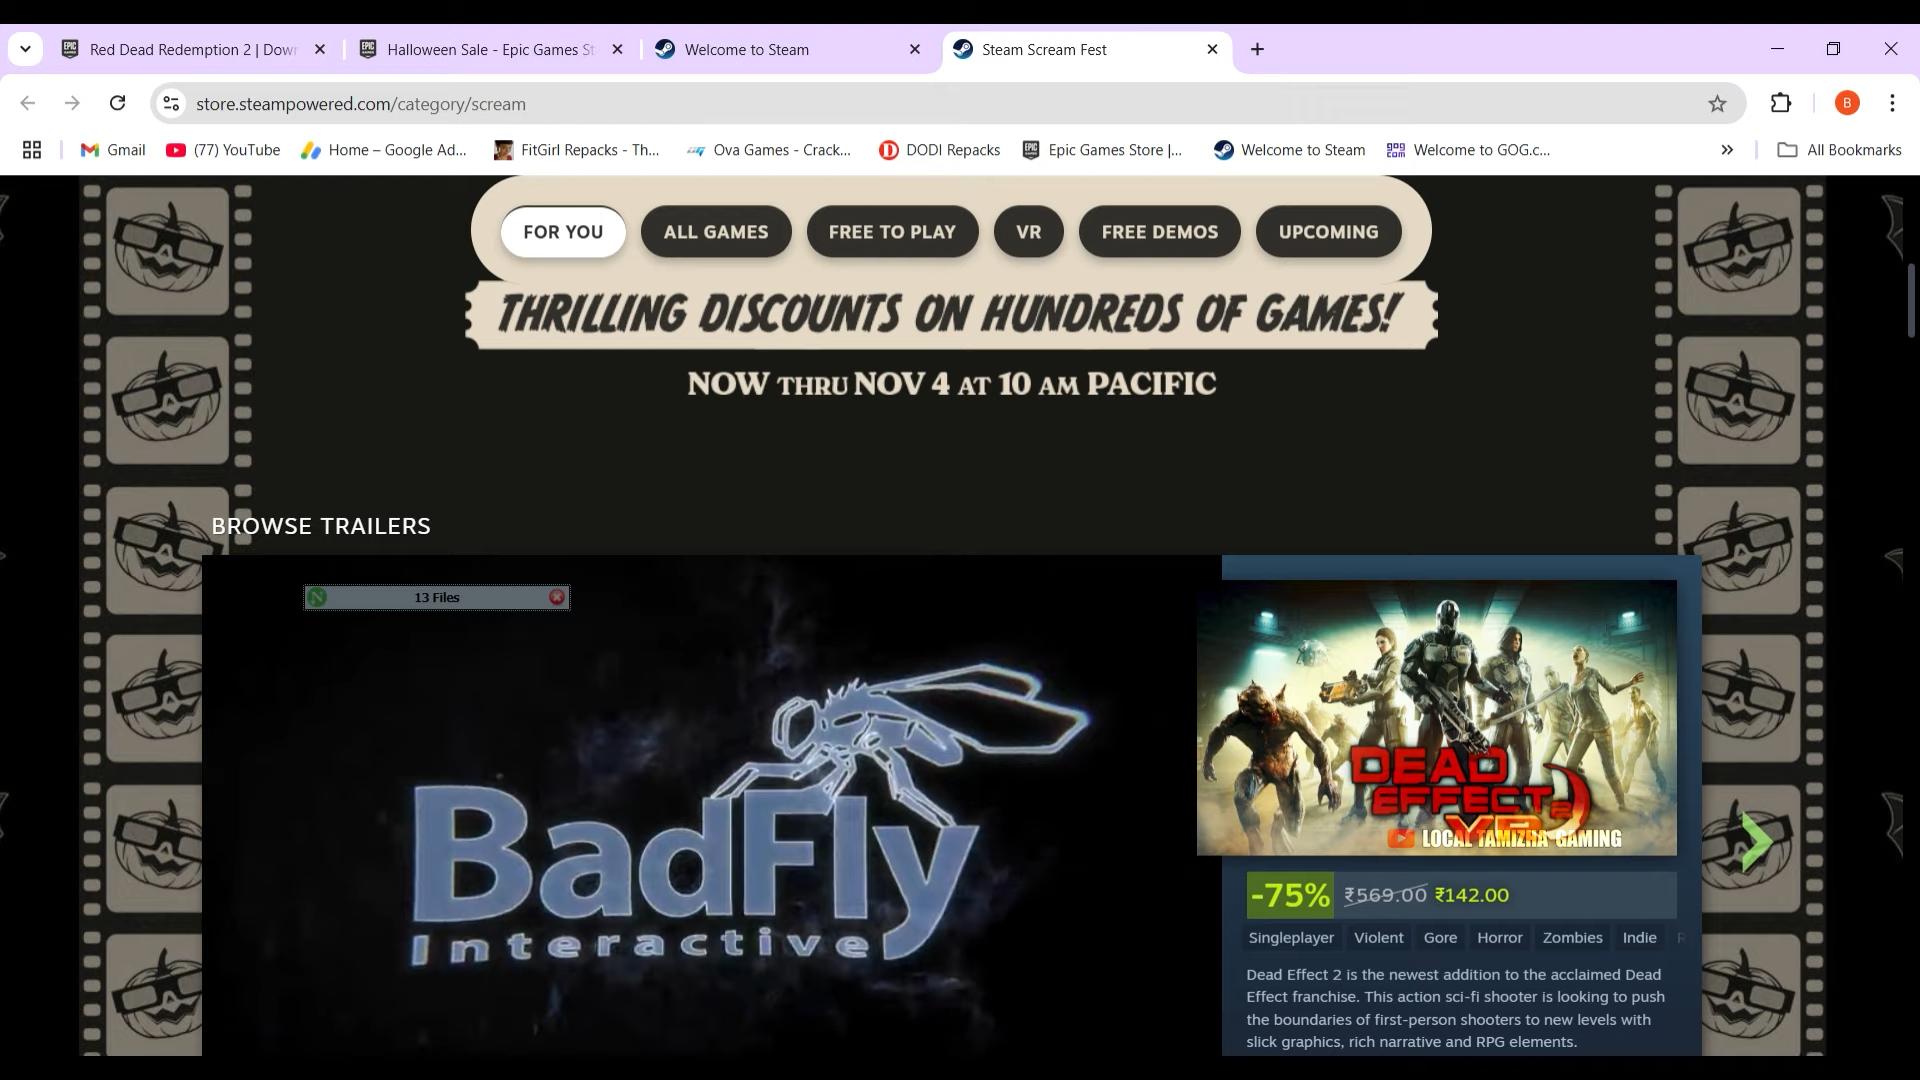 Red Dead Redemption 2 | Dow
Halloween Sale - Epic Games St
Welcome to Steam
Steam Scream Fest
store.steampowered.com/category/scream
B
Gmail
(77) YouTube
Home – Google Ad...
FitGirl Repacks - Th...
Ova Games - Crack...
DODI Repacks
Epic Games Store |...
Welcome to Steam
Welcome to GOG.c...
All Bookmarks
FOR YOU
ALL GAMES
FREE TO PLAY
VR
FREE DEMOS
UPCOMING
THRILLING DISCOUNTS ON HUNDREDS OF GAMES!
NOW THRU NOV 4 AT 10 AM PACIFIC
BROWSE TRAILERS
13 Files
BadFly
Interactive
DEAD
EFFECT 2
VR
LOCAL TAMIZHA GAMING
-75% ₹569.00 ₹142.00
Singleplayer Violent Gore Horror Zombies Indie
Dead Effect 2 is the newest addition to the acclaimed Dead
Effect franchise. This action sci-fi shooter is looking to push
the boundaries of first-person shooters to new levels with
slick graphics, rich narrative and RPG elements.